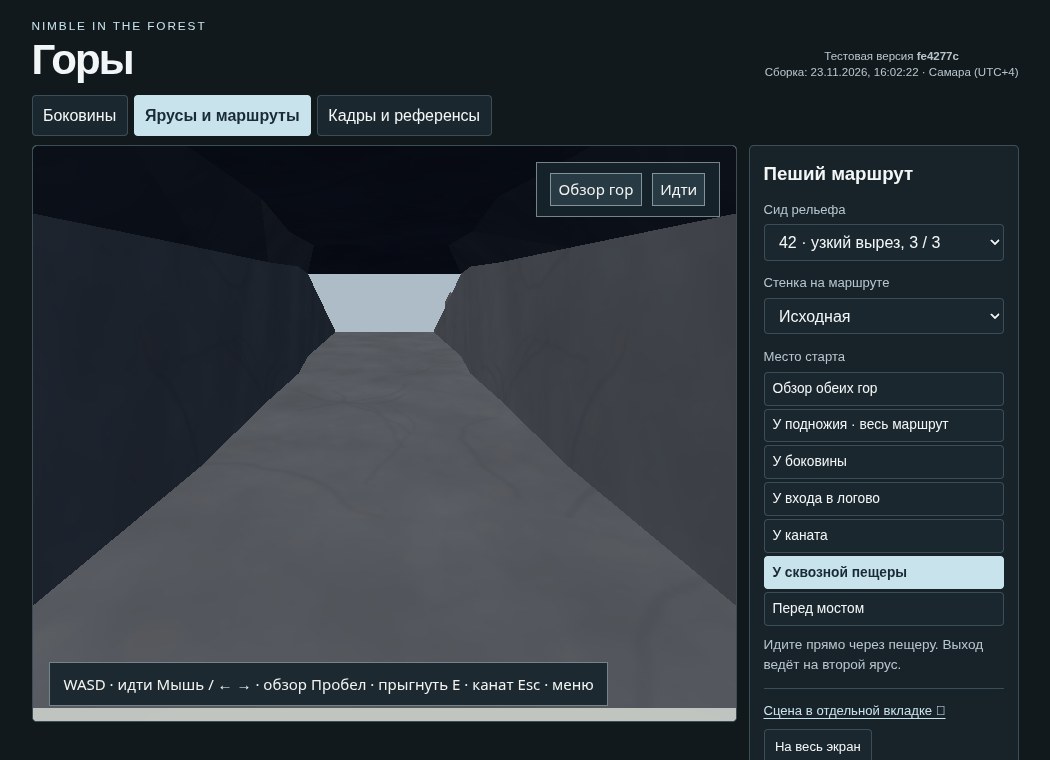 NIMBLE IN THE FOREST
Горы
Тестовая версия fe4277c
Сборка: 23.11.2026, 16:02:22 · Самара (UTC+4)
Боковины
Ярусы и маршруты
Кадры и референсы
Обзор гор
Идти
WASD · идти Мышь / ← → · обзор Пробел · прыгнуть E · канат Esc · меню
Пеший маршрут
Сид рельефа
42 · узкий вырез, 3 / 3
Стенка на маршруте
Исходная
Место старта
Обзор обеих гор
У подножия · весь маршрут
У боковины
У входа в логово
У каната
У сквозной пещеры
Перед мостом
Идите прямо через пещеру. Выход
ведёт на второй ярус.
Сцена в отдельной вкладке
На весь экран